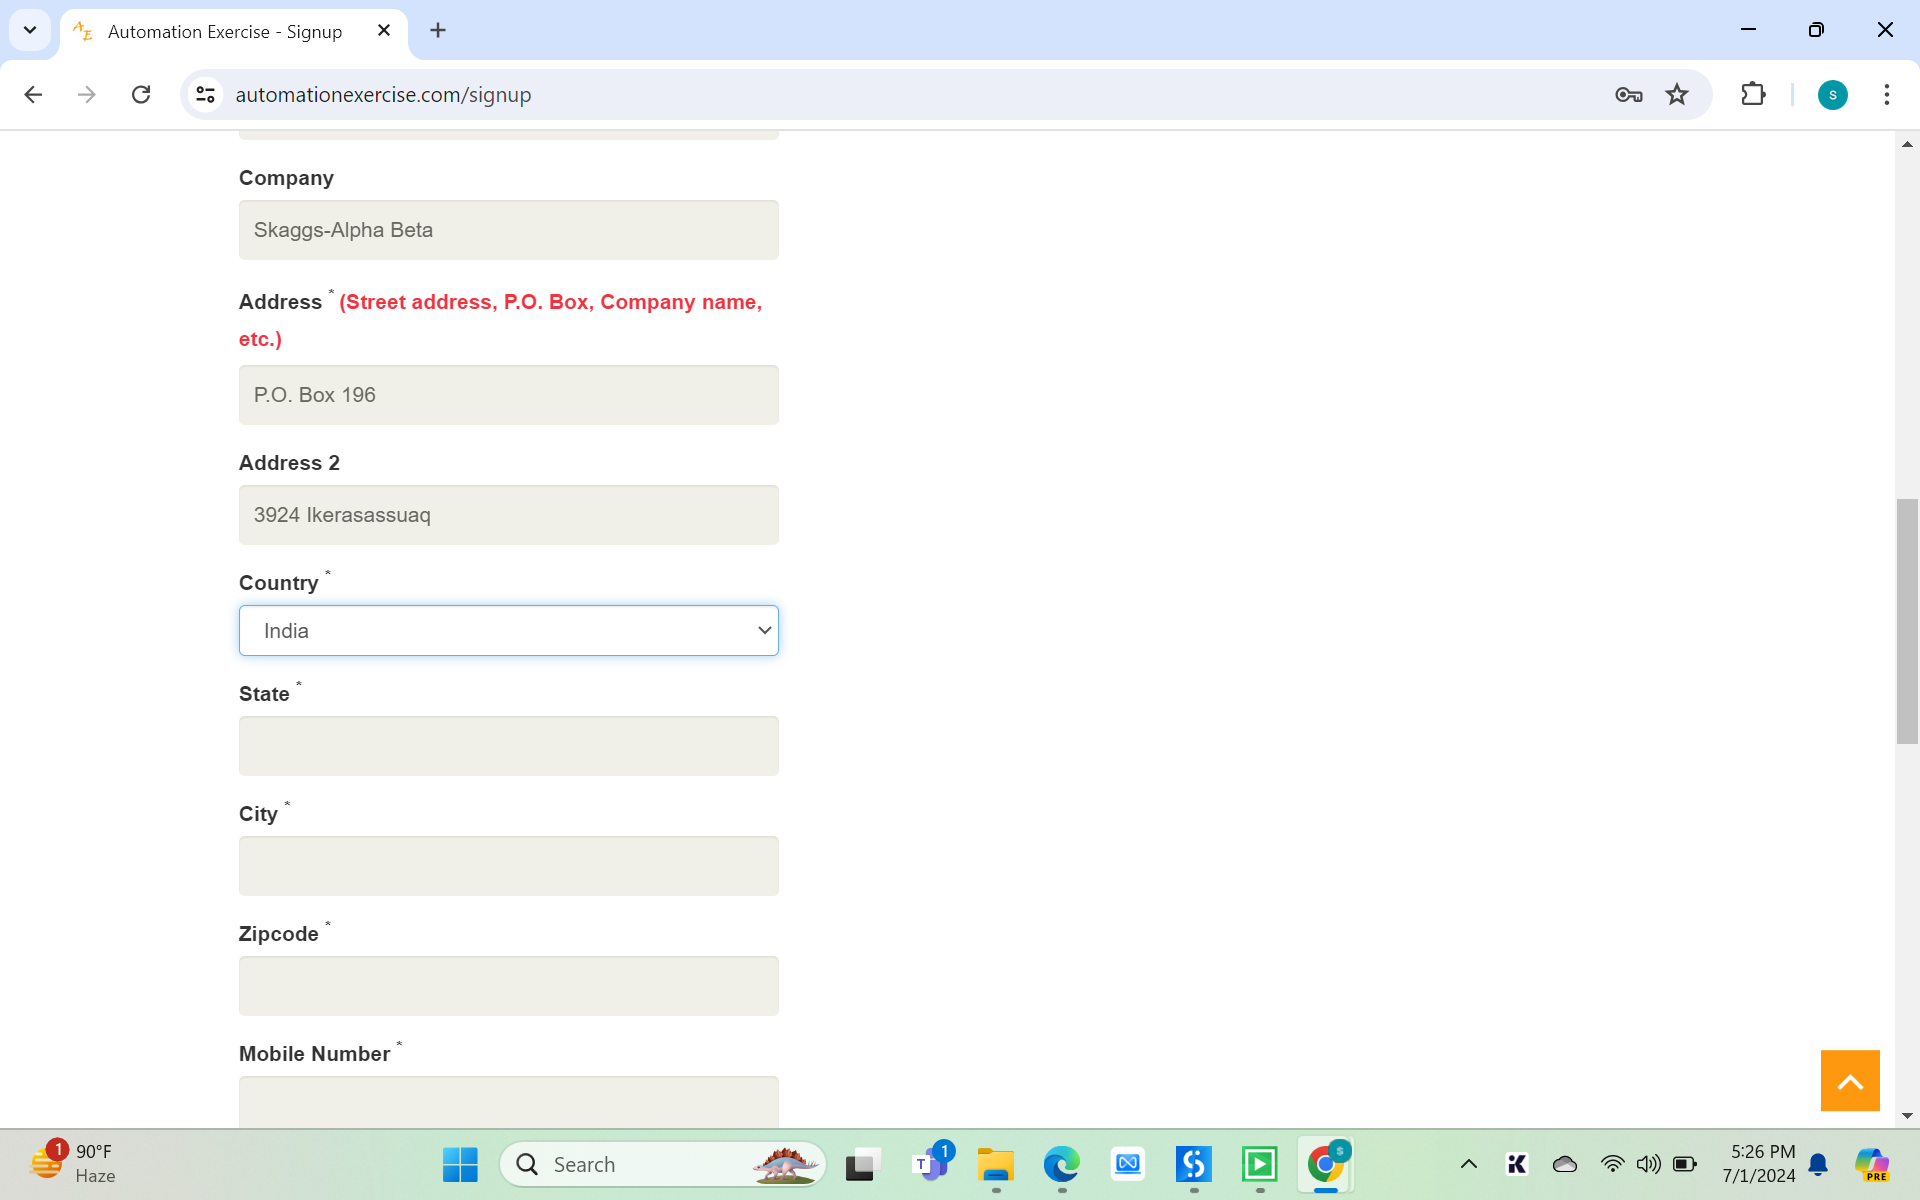 Automation Exercise - Signup
automationexercise.com/signup
s
Company
Skaggs-Alpha Beta
Address * (Street address, P.O. Box, Company name,
etc.)
P.O. Box 196
Address 2
3924 Ikerasassuaq
Country *
India
State *
City *
Zipcode *
Mobile Number *
1
90°F
Haze
Search
T
1
S
K
5:26 PM
7/1/2024
PRE